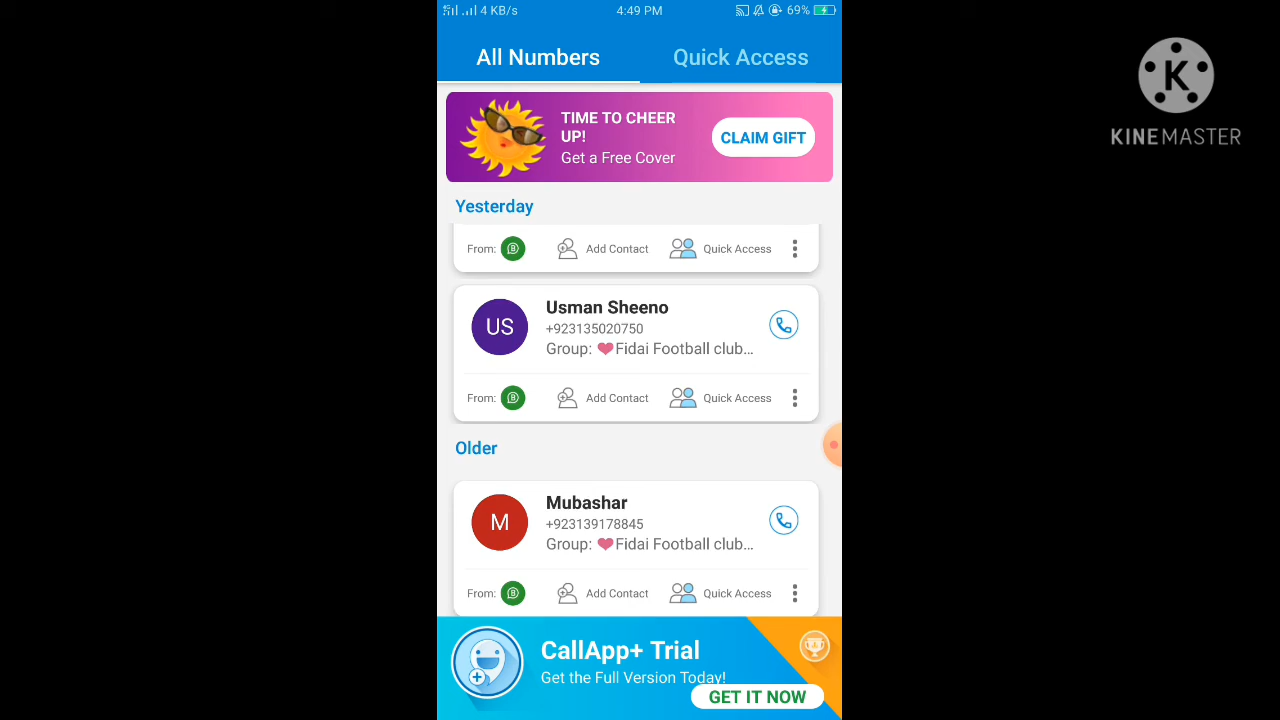 4 KB/s 4:49 PM 69%
All Numbers Quick Access
K
KINEMASTER
TIME TO CHEER
UP!
Get a Free Cover
CLAIM GIFT
Yesterday
From: B Add Contact Quick Access
US
Usman Sheeno
+923135020750
Group: ❤Fidai Football club...
From: B Add Contact Quick Access
Older
M
Mubashar
+923139178845
Group: ❤Fidai Football club...
From: B Add Contact Quick Access
CallApp+ Trial
Get the Full Version Today!
GET IT NOW